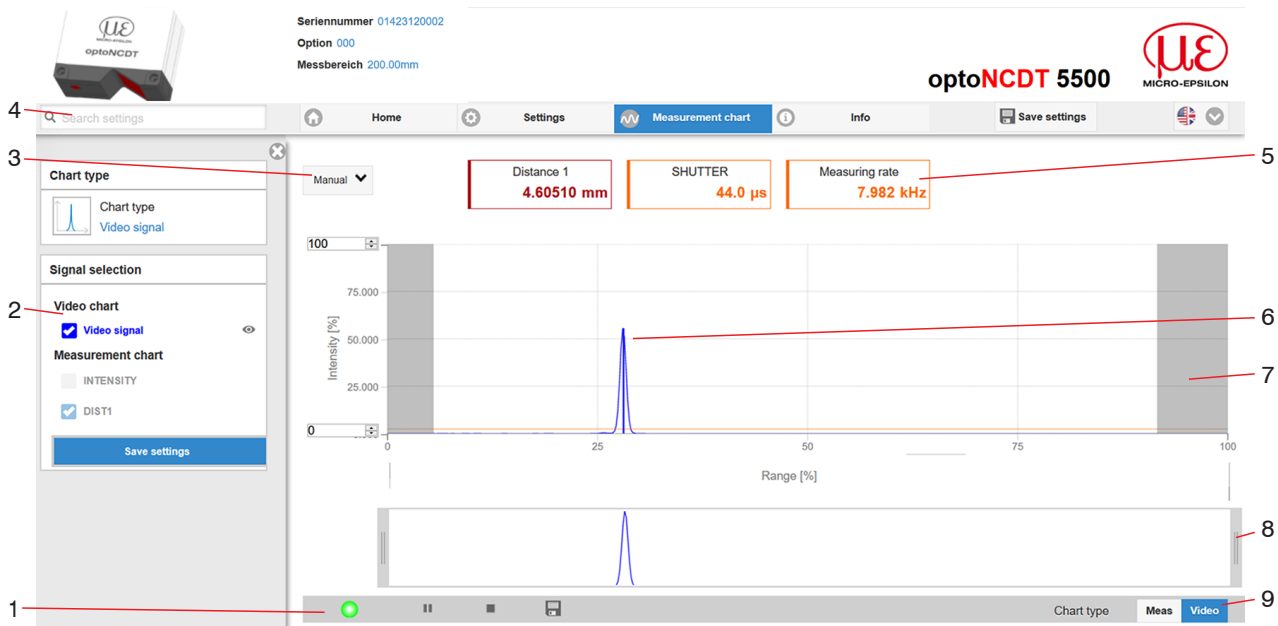 με
MICRO-EPSILON
optoNCDT
Seriennummer 01423120002
Option 000
Messbereich 200.00mm
optoNCDT 5500
με
MICRO-EPSILON
4
Search settings
Home
Settings
Measurement chart
Info
Save settings
3
Chart type
Chart type
Video signal
Manual
Distance 1
4.60510 mm
SHUTTER
44.0 µs
Measuring rate
7.982 kHz
5
Signal selection
2
Video chart
Video signal
Measurement chart
INTENSITY
DIST1
Save settings
100
75.000
50.000
25.000
0
Intensity [%]
6
7
0
25
50
75
100
Range [%]
8
1
Chart type
Meas
Video
9